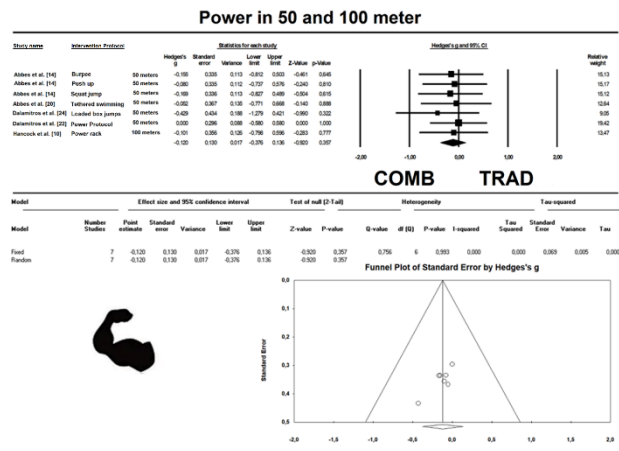 Power in 50 and 100 meter
Study name Intervention Protocol Statistics for each study Hedges's g and 95% CI
Hedges's g Standard error Variance Lower limit Upper limit Z-Value p-Value Relative weight
Abbes et al. [14] Burpee 50 meters -0,155 0,335 0,113 -0,812 0,503 -0,461 0,645 15,13
Abbes et al. [14] Push up 50 meters -0,080 0,335 0,112 -0,737 0,576 -0,240 0,810 15,17
Abbes et al. [14] Squat jump 50 meters -0,169 0,336 0,113 -0,827 0,489 -0,504 0,615 15,12
Abbes et al. [20] Tethered swimming 50 meters -0,052 0,367 0,135 -0,771 0,668 -0,140 0,888 12,64
Dalamitros et al. [24] Loaded box jumps 50 meters -0,429 0,434 0,188 -1,279 0,421 -0,990 0,322 9,05
Dalamitros et al. [22] Power Protocol 50 meters 0,000 0,296 0,088 -0,580 0,580 0,000 1,000 19,42
Hancock et al. [10] Power rack 100 meters -0,101 0,356 0,126 -0,798 0,596 -0,283 0,777 13,47
-0,120 0,130 0,017 -0,376 0,136 -0,920 0,357
-2,00 -1,00 0,00 1,00 2,00
COMB TRAD
Model Effect size and 95% confidence interval Test of null (2-Tail) Heterogeneity Tau-squared
Model Number Studies Point estimate Standard error Variance Lower limit Upper limit Z-value P-value Q-value df (Q) P-value I-squared Tau Squared Standard Error Variance Tau
Fixed 7 -0,120 0,130 0,017 -0,376 0,136 -0,920 0,357 0,756 6 0,993 0,000 0,000 0,069 0,005 0,000
Random 7 -0,120 0,130 0,017 -0,376 0,136 -0,920 0,357
Funnel Plot of Standard Error by Hedges's g
Standard Error
0,0
0,1
0,2
0,3
0,4
0,5
-2,0 -1,5 -1,0 -0,5 0,0 0,5 1,0 1,5 2,0